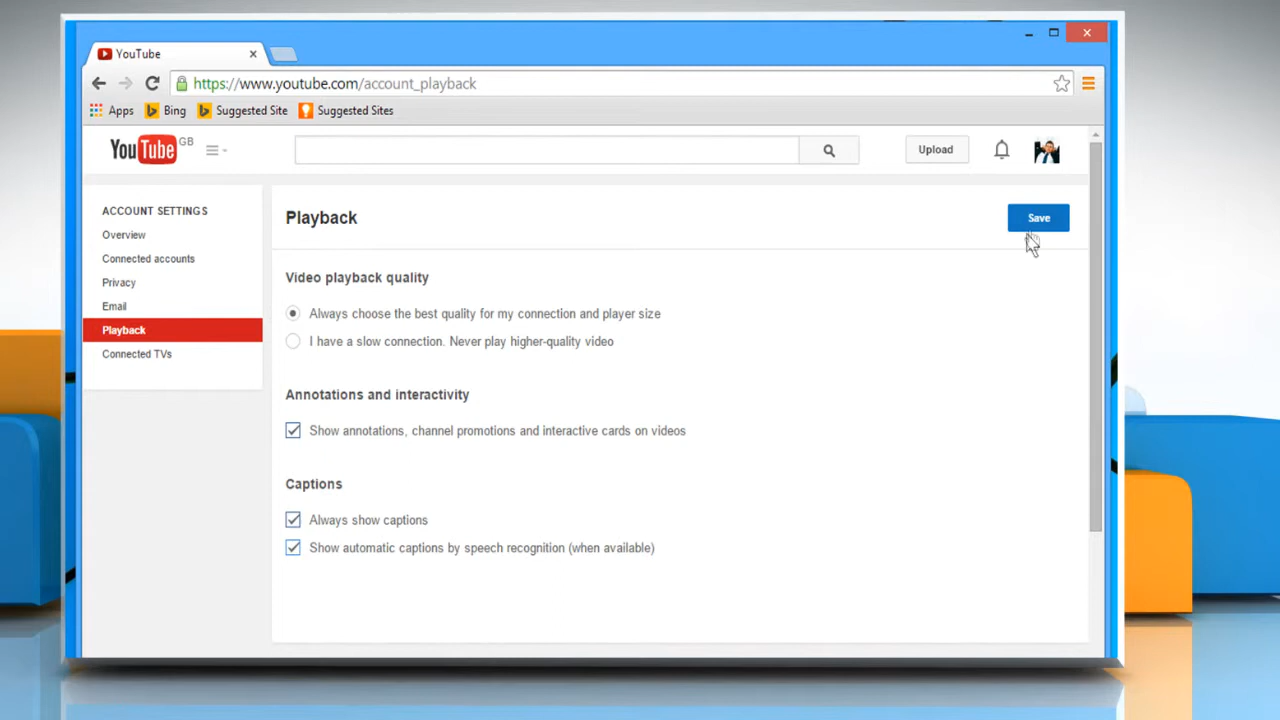 YouTube
https://www.youtube.com/account_playback
Apps Bing Suggested Site Suggested Sites
YouTube GB Upload
ACCOUNT SETTINGS
Overview
Connected accounts
Privacy
Email
Playback
Connected TVs
Playback Save
Video playback quality
Always choose the best quality for my connection and player size
I have a slow connection. Never play higher-quality video
Annotations and interactivity
Show annotations, channel promotions and interactive cards on videos
Captions
Always show captions
Show automatic captions by speech recognition (when available)